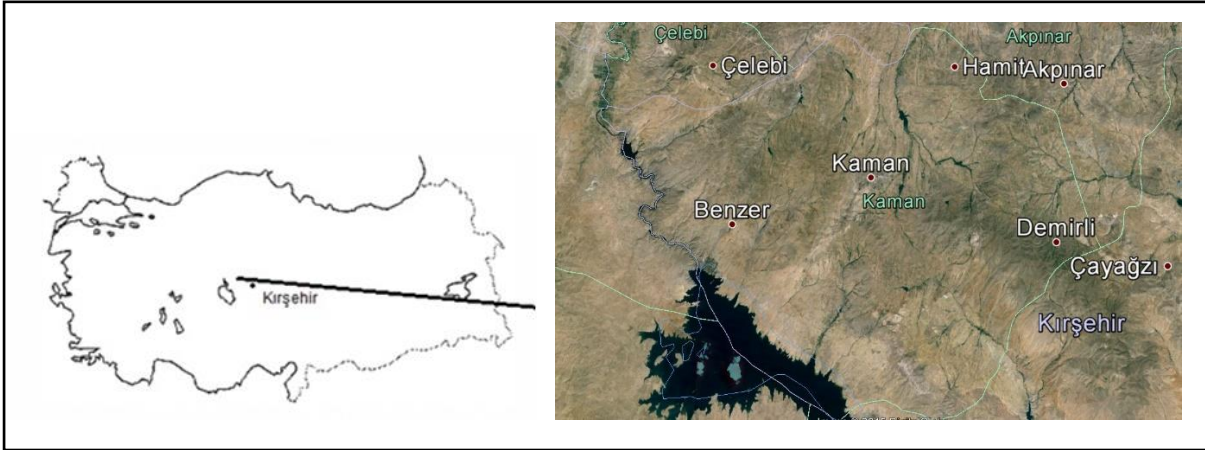 Kırşehir
Çelebi
Akpınar
Çelebi
Hamit
Akpınar
Kaman
Kaman
Benzer
Demirli
Çayağzı
Kırşehir